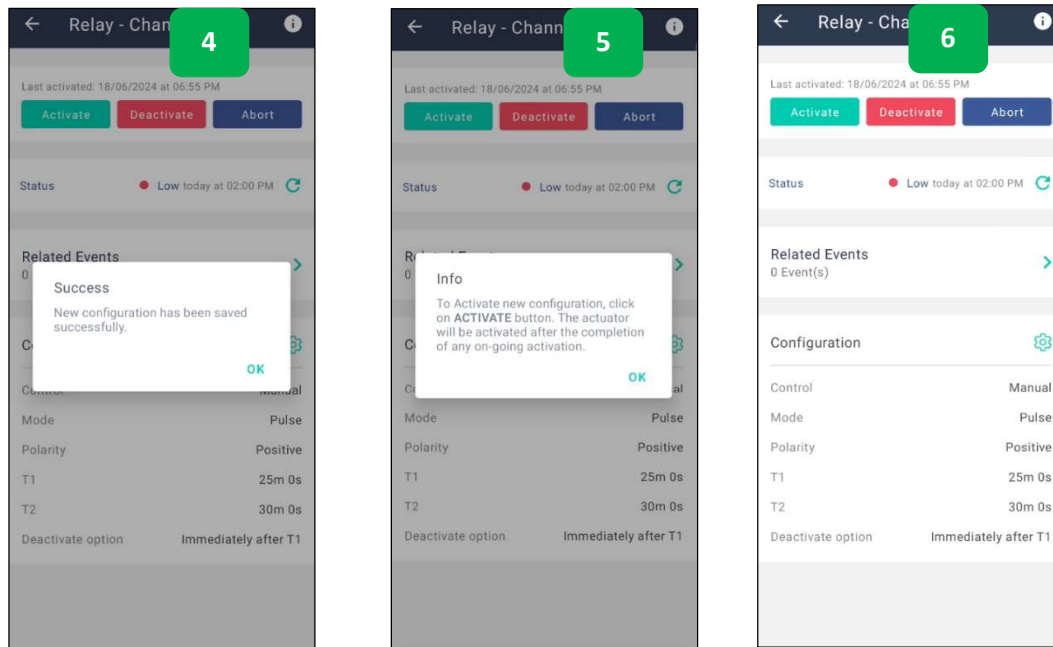 Relay - Chan
4
Last activated: 18/06/2024 at 06:55 PM
Activate Deactivate Abort
Status Low today at 02:00 PM
Related Events
0
Success
New configuration has been saved
successfully.
OK
Control Manual
Mode Pulse
Polarity Positive
T1 25m 0s
T2 30m 0s
Deactivate option Immediately after T1
Relay - Chann
5
Last activated: 18/06/2024 at 06:55 PM
Activate Deactivate Abort
Status Low today at 02:00 PM
0
Info
To Activate new configuration, click
on ACTIVATE button. The actuator
will be activated after the completion
of any on-going activation.
OK
Mode Pulse
Polarity Positive
T1 25m 0s
T2 30m 0s
Deactivate option Immediately after T1
Relay - Cha
6
Last activated: 18/06/2024 at 06:55 PM
Activate Deactivate Abort
Status Low today at 02:00 PM
Related Events
0 Event(s)
Configuration
Control Manual
Mode Pulse
Polarity Positive
T1 25m 0s
T2 30m 0s
Deactivate option Immediately after T1